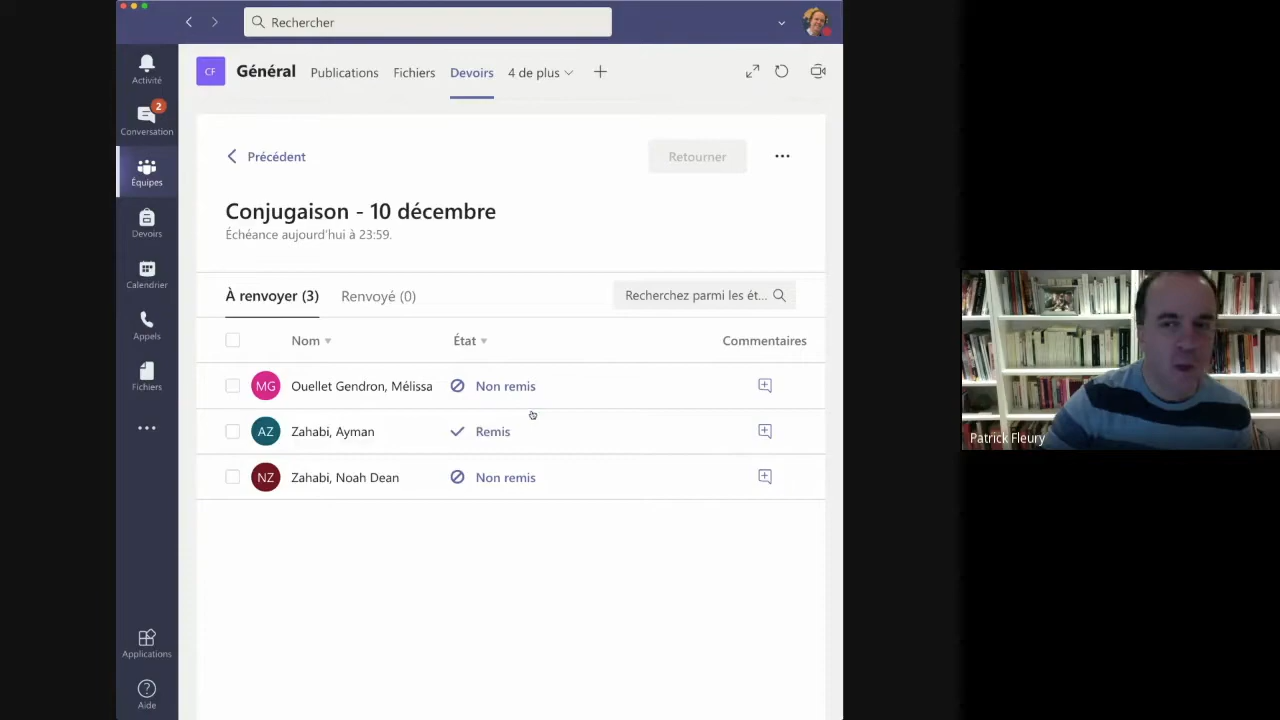 Rechercher
Activité
2
Conversation
Équipes
Devoirs
Calendrier
Appels
Fichiers
Applications
Aide
CF
Général
Publications
Fichiers
Devoirs
4 de plus
Précédent
Retourner
Conjugaison - 10 décembre
Échéance aujourd'hui à 23:59.
À renvoyer (3)
Renvoyé (0)
Recherchez parmi les ét...
Nom
État
Commentaires
MG
Ouellet Gendron, Mélissa
Non remis
AZ
Zahabi, Ayman
Remis
NZ
Zahabi, Noah Dean
Non remis
Patrick Fleury